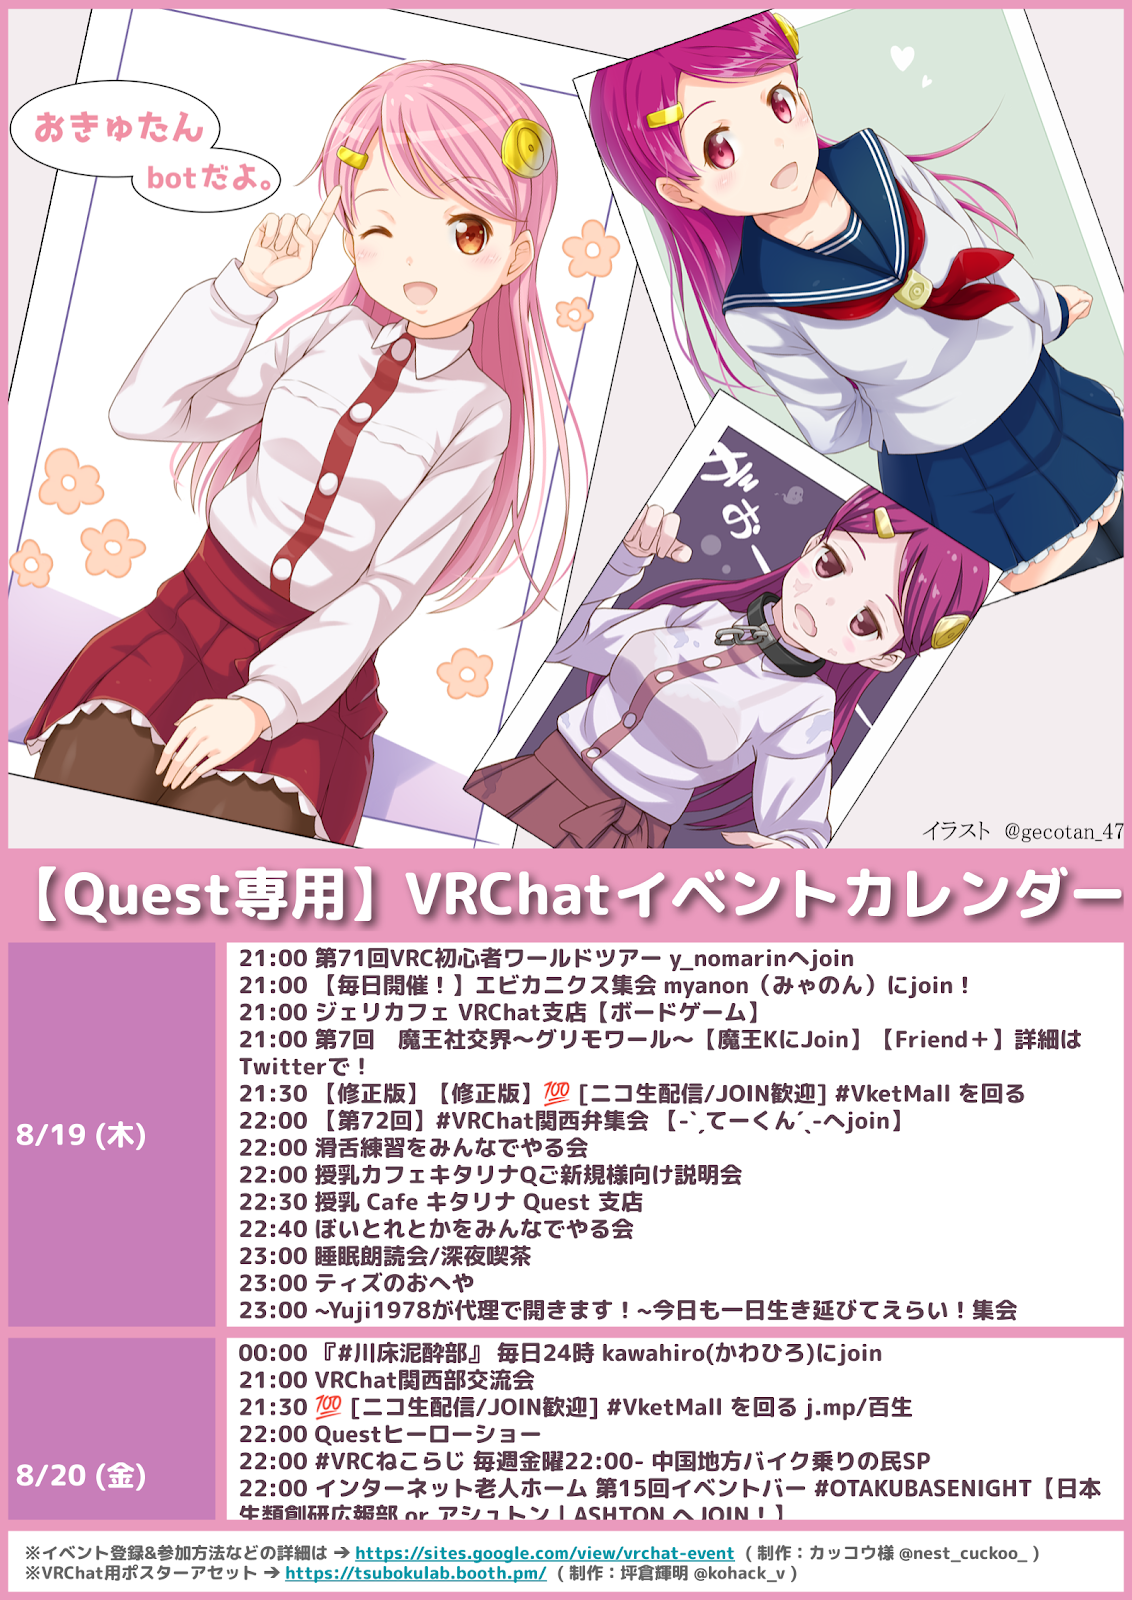 おきゅたん
botだよ。
がおー
イラスト @gecotan_47
【Quest専用】VRChatイベントカレンダー
8/19 (木)
21:00 第71回VRC初心者ワールドツアー y_nomarinへjoin
21:00 【毎日開催！】エビカニクス集会 myanon（みゃのん）にjoin！
21:00 ジェリカフェ VRChat支店【ボードゲーム】
21:00 第7回　魔王社交界〜グリモワール〜【魔王KにJoin】【Friend＋】詳細は
Twitterで！
21:30 【修正版】【修正版】💯 [ニコ生配信/JOIN歓迎] #VketMall を回る
22:00 【第72回】#VRChat関西弁集会 【-`ˏてーくん´ˎ-へjoin】
22:00 滑舌練習をみんなでやる会
22:00 授乳カフェキタリナQご新規様向け説明会
22:30 授乳 Cafe キタリナ Quest 支店
22:40 ぼいとれとかをみんなでやる会
23:00 睡眠朗読会/深夜喫茶
23:00 ティズのおへや
23:00 ~Yuji1978が代理で開きます！~今日も一日生き延びてえらい！集会
8/20 (金)
00:00 『#川床泥酔部』 毎日24時 kawahiro(かわひろ)にjoin
21:00 VRChat関西部交流会
21:30 💯 [ニコ生配信/JOIN歓迎] #VketMall を回る j.mp/百生
22:00 Questヒーローショー
22:00 #VRCねこらじ 毎週金曜22:00- 中国地方バイク乗りの民SP
22:00 インターネット老人ホーム 第15回イベントバー #OTAKUBASENIGHT【日本
生類創研広報部 or アシュトン | ASHTON へJOIN！】
※イベント登録&参加方法などの詳細は ➔ https://sites.google.com/view/vrchat-event （制作：カッコウ様 @nest_cuckoo_ ）
※VRChat用ポスターアセット ➔ https://tsubokulab.booth.pm/ （制作：坪倉輝明 @kohack_v ）